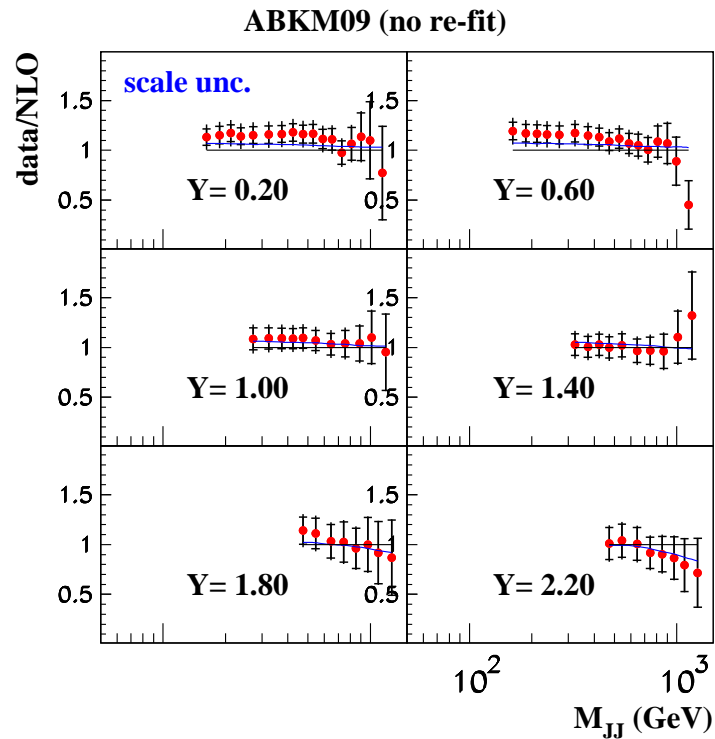 ABKM09 (no re-fit)
data/NLO
scale unc.
1.5
1
0.5
Y= 0.20
1.5
1
0.5
Y= 0.60
1.5
1
0.5
Y= 1.00
1.5
1
0.5
Y= 1.40
1.5
1
0.5
Y= 1.80
1.5
1
0.5
Y= 2.20
10² 10³
M_JJ (GeV)